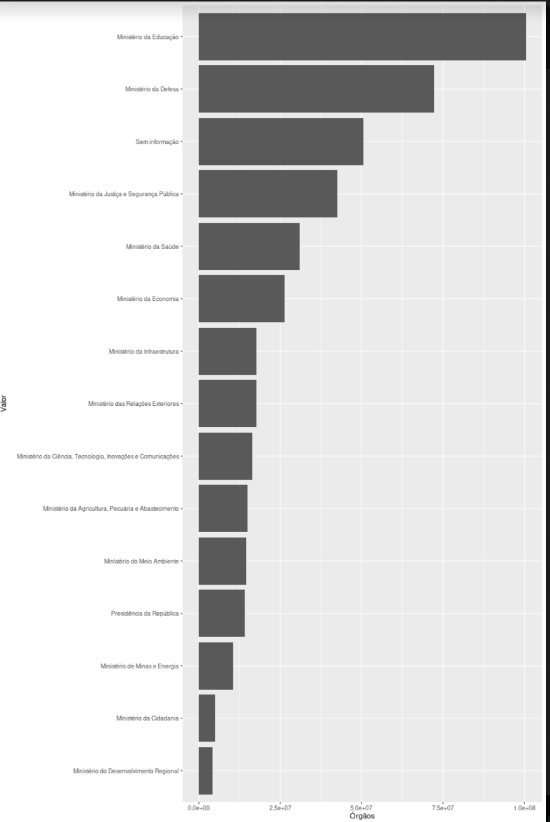 Ministério da Educação
Ministério da Defesa
Sem informação
Ministério da Justiça e Segurança Pública
Ministério da Saúde
Ministério da Economia
Ministério da Infraestrutura
Ministério das Relações Exteriores
Ministério da Ciência, Tecnologia, Inovações e Comunicações
Ministério da Agricultura, Pecuária e Abastecimento
Ministério do Meio Ambiente
Presidência da República
Ministério de Minas e Energia
Ministério da Cidadania
Ministério do Desenvolvimento Regional
Valor
0.0e+00 2.5e+07 5.0e+07 7.5e+07 1.0e+08
Órgãos